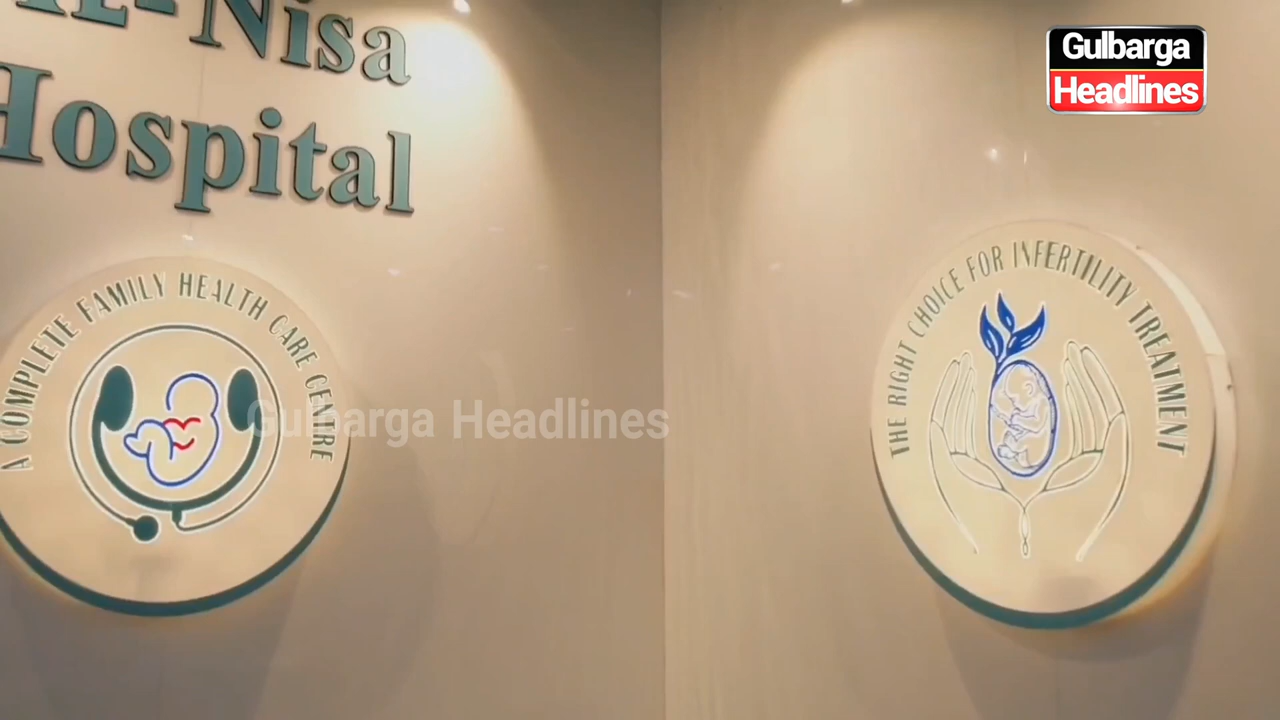 -Nisa
Hospital
Gulbarga
Headlines
A COMPLETE FAMILY HEALTH CARE CENTRE
THE RIGHT CHOICE FOR INFERTILITY TREATMENT
Gulbarga Headlines